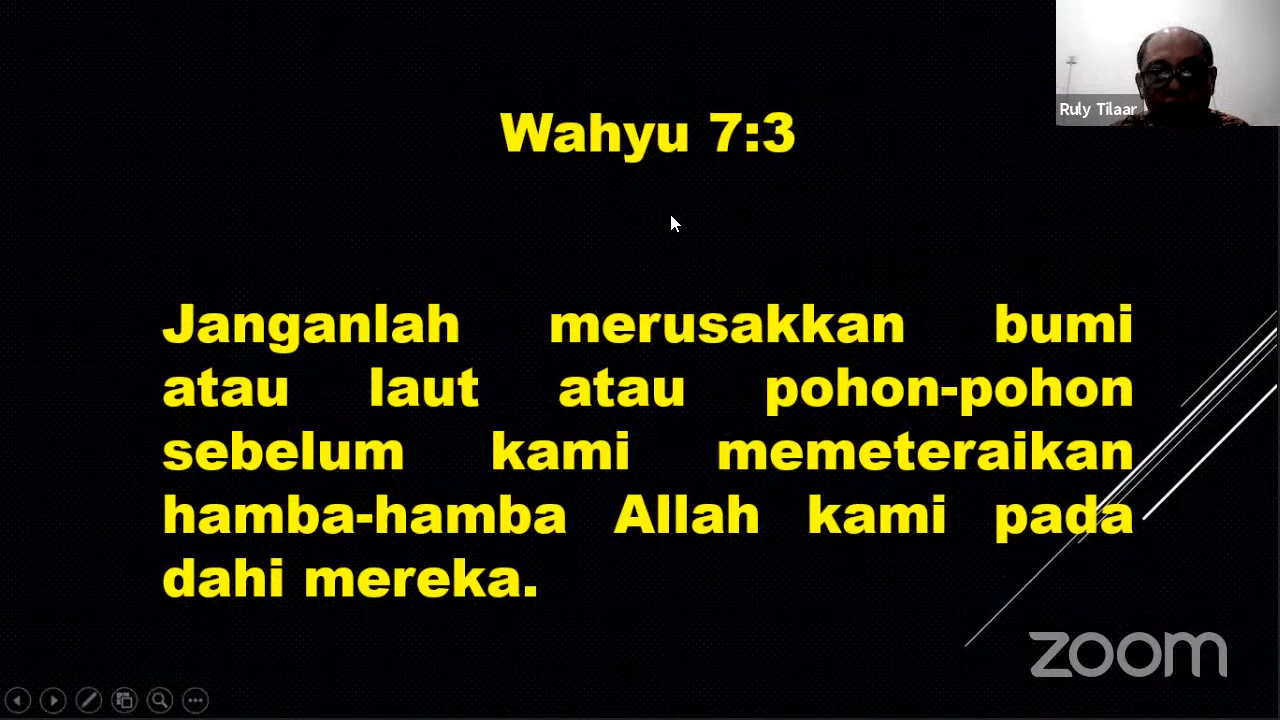 Ruly Tilaar
Wahyu 7:3
Janganlah merusakkan bumi
atau laut atau pohon-pohon
sebelum kami memeteraikan
hamba-hamba Allah kami pada
dahi mereka.
zoom